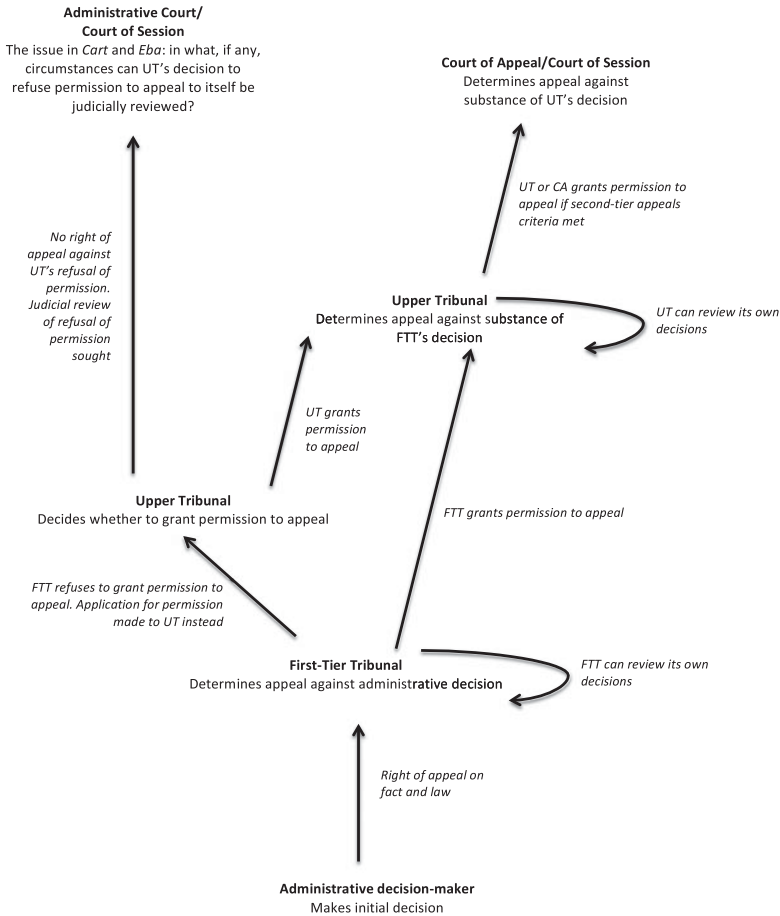 Administrative Court/
Court of Session
The issue in Cart and Eba: in what, if any,
circumstances can UT’s decision to
refuse permission to appeal to itself be
judicially reviewed?
Court of Appeal/Court of Session
Determines appeal against
substance of UT’s decision
UT or CA grants permission to
appeal if second-tier appeals
criteria met
No right of
appeal against
UT’s refusal of
permission.
Judicial review
of refusal of
permission
sought
Upper Tribunal
Determines appeal against substance of
FTT’s decision
UT can review its own
decisions
UT grants
permission
to appeal
Upper Tribunal
Decides whether to grant permission to appeal
FTT grants permission to appeal
FTT refuses to grant permission to
appeal. Application for permission
made to UT instead
First-Tier Tribunal
Determines appeal against administrative decision
FTT can review its own
decisions
Right of appeal on
fact and law
Administrative decision-maker
Makes initial decision